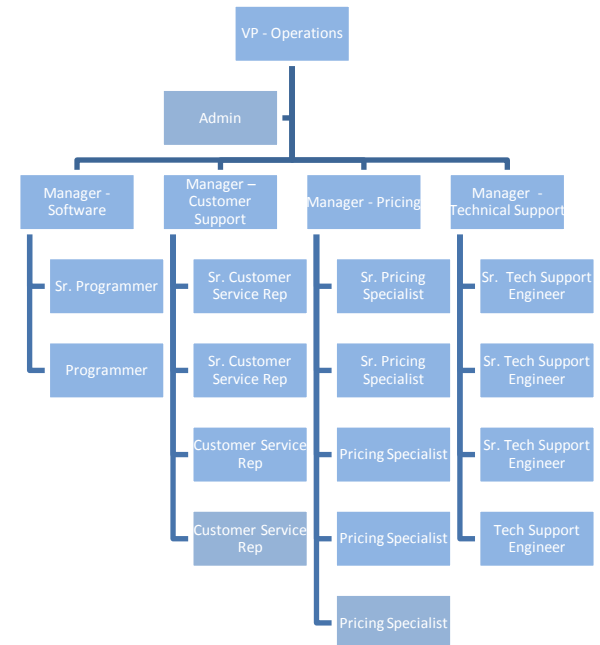 VP - Operations
Admin
Manager -
Software
Manager –
Customer
Support
Manager - Pricing
Manager -
Technical Support
Sr. Programmer
Sr. Customer
Service Rep
Sr. Pricing
Specialist
Sr. Tech Support
Engineer
Programmer
Sr. Customer
Service Rep
Sr. Pricing
Specialist
Sr. Tech Support
Engineer
Customer Service
Rep
Pricing Specialist
Sr. Tech Support
Engineer
Customer Service
Rep
Pricing Specialist
Tech Support
Engineer
Pricing Specialist